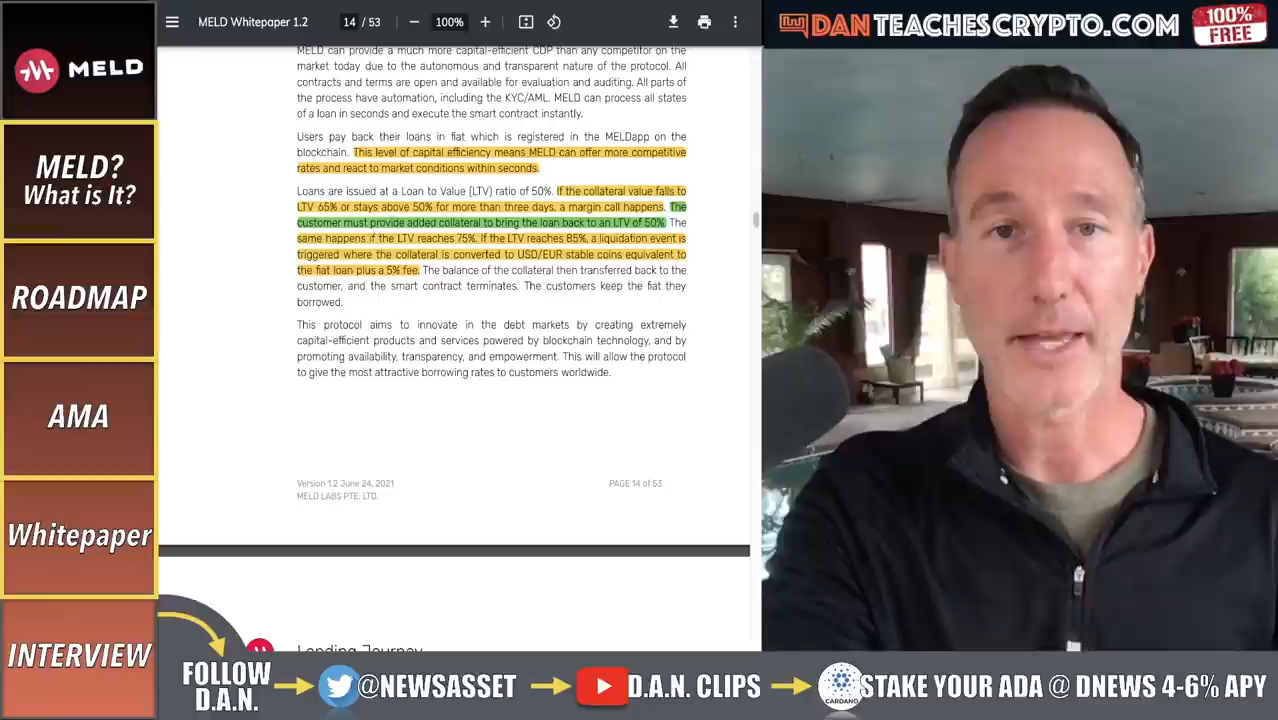 MELD Whitepaper 1.2
14 / 53
100%
DANTEACHESCRYPTO.COM
100%
FREE
MELD
MELD?
What is It?
ROADMAP
AMA
Whitepaper
INTERVIEW
MELD can provide a much more capital-efficient CDP than any competitor on the
market today due to the autonomous and transparent nature of the protocol. All
contracts and terms are open and available for evaluation and auditing. All parts of
the process have automation, including the KYC/AML. MELD can process all states
of a loan in seconds and execute the smart contract instantly.
Users pay back their loans in fiat which is registered in the MELDapp on the
blockchain. This level of capital efficiency means MELD can offer more competitive
rates and react to market conditions within seconds.
Loans are issued at a Loan to Value (LTV) ratio of 50%. If the collateral value falls to
LTV 65% or stays above 50% for more than three days, a margin call happens. The
customer must provide added collateral to bring the loan back to an LTV of 50%. The
same happens if the LTV reaches 75%. If the LTV reaches 85%, a liquidation event is
triggered where the collateral is converted to USD/EUR stable coins equivalent to
the fiat loan plus a 5% fee. The balance of the collateral then transferred back to the
customer, and the smart contract terminates. The customers keep the fiat they
borrowed.
This protocol aims to innovate in the debt markets by creating extremely
capital-efficient products and services powered by blockchain technology, and by
promoting availability, transparency, and empowerment. This will allow the protocol
to give the most attractive borrowing rates to customers worldwide.
Version 1.2 June 24, 2021
PAGE 14 of 53
MELD LABS PTE. LTD.
Lending Journey
FOLLOW
D.A.N.
@NEWSASSET
D.A.N. CLIPS
CARDANO
STAKE YOUR ADA @ DNEWS 4-6% APY